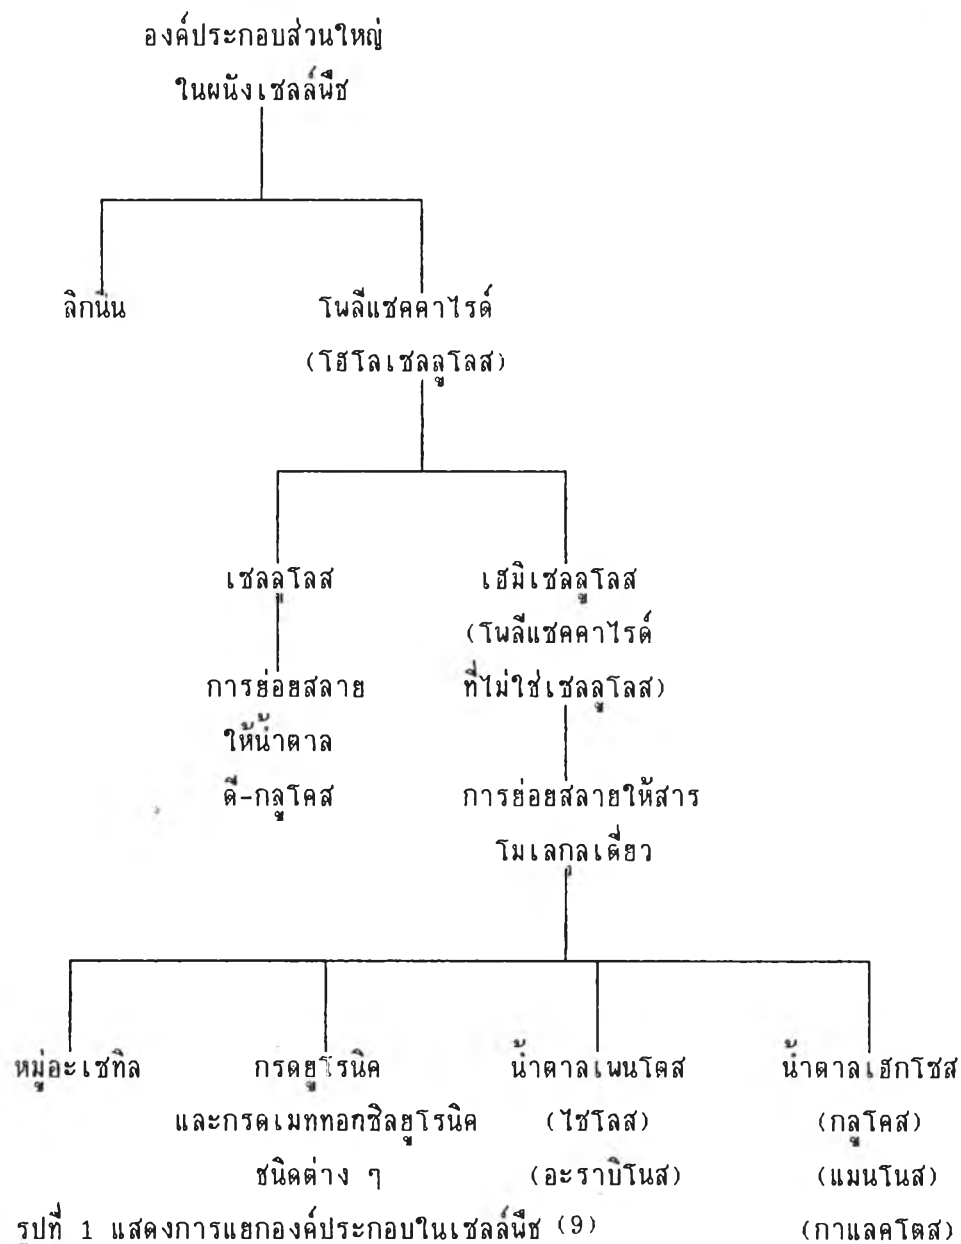 องค์ประกอบส่วนใหญ่
ในผนังเซลล์พืช
ลิกนิน
โพลีแซคคาไรด์
(โฮโลเซลลูโลส)
เซลลูโลส
เฮมิเซลลูโลส
(โพลีแซคคาไรด์
ที่ไม่ใช่เซลลูโลส)
การย่อยสลาย
ให้น้ำตาล
ดี-กลูโคส
การย่อยสลายให้สาร
โมเลกุลเดี่ยว
หมู่อะเซทิล
กรดยูโรนิค
และกรดเมททอกซิลยูโรนิค
ชนิดต่าง ๆ
น้ำตาลเพนโตส
(ไซโลส)
(อะราบิโนส)
น้ำตาลเฮกโซส
(กลูโคส)
(แมนโนส)
(กาแลคโตส)
รูปที่ 1 แสดงการแยกองค์ประกอบในเซลล์พืช (9)